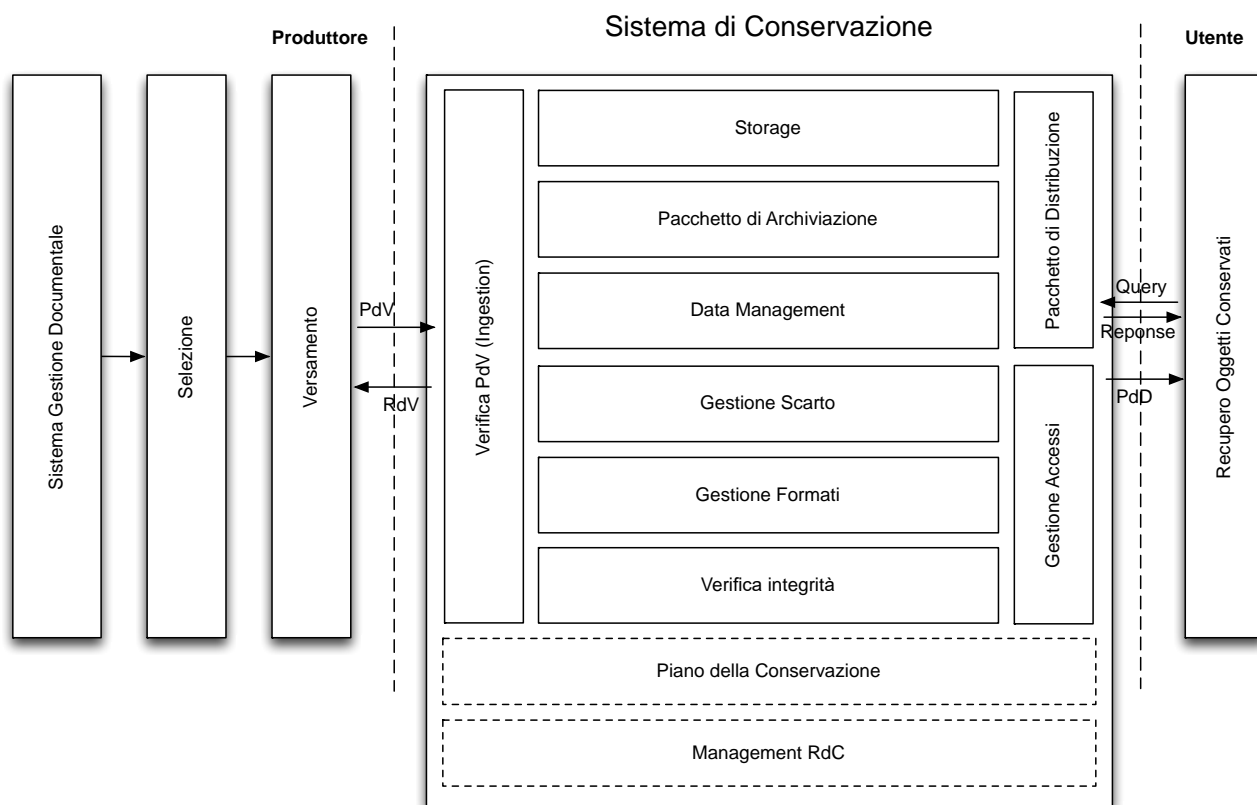 Sistema di Conservazione
Produttore
Utente
Sistema Gestione Documentale
Selezione
Versamento
PdV
RdV
Verifica PdV (Ingestion)
Storage
Pacchetto di Archiviazione
Data Management
Gestione Scarto
Gestione Formati
Verifica integrità
Pacchetto di Distribuzione
Gestione Accessi
Query
Reponse
PdD
Recupero Oggetti Conservati
Piano della Conservazione
Management RdC